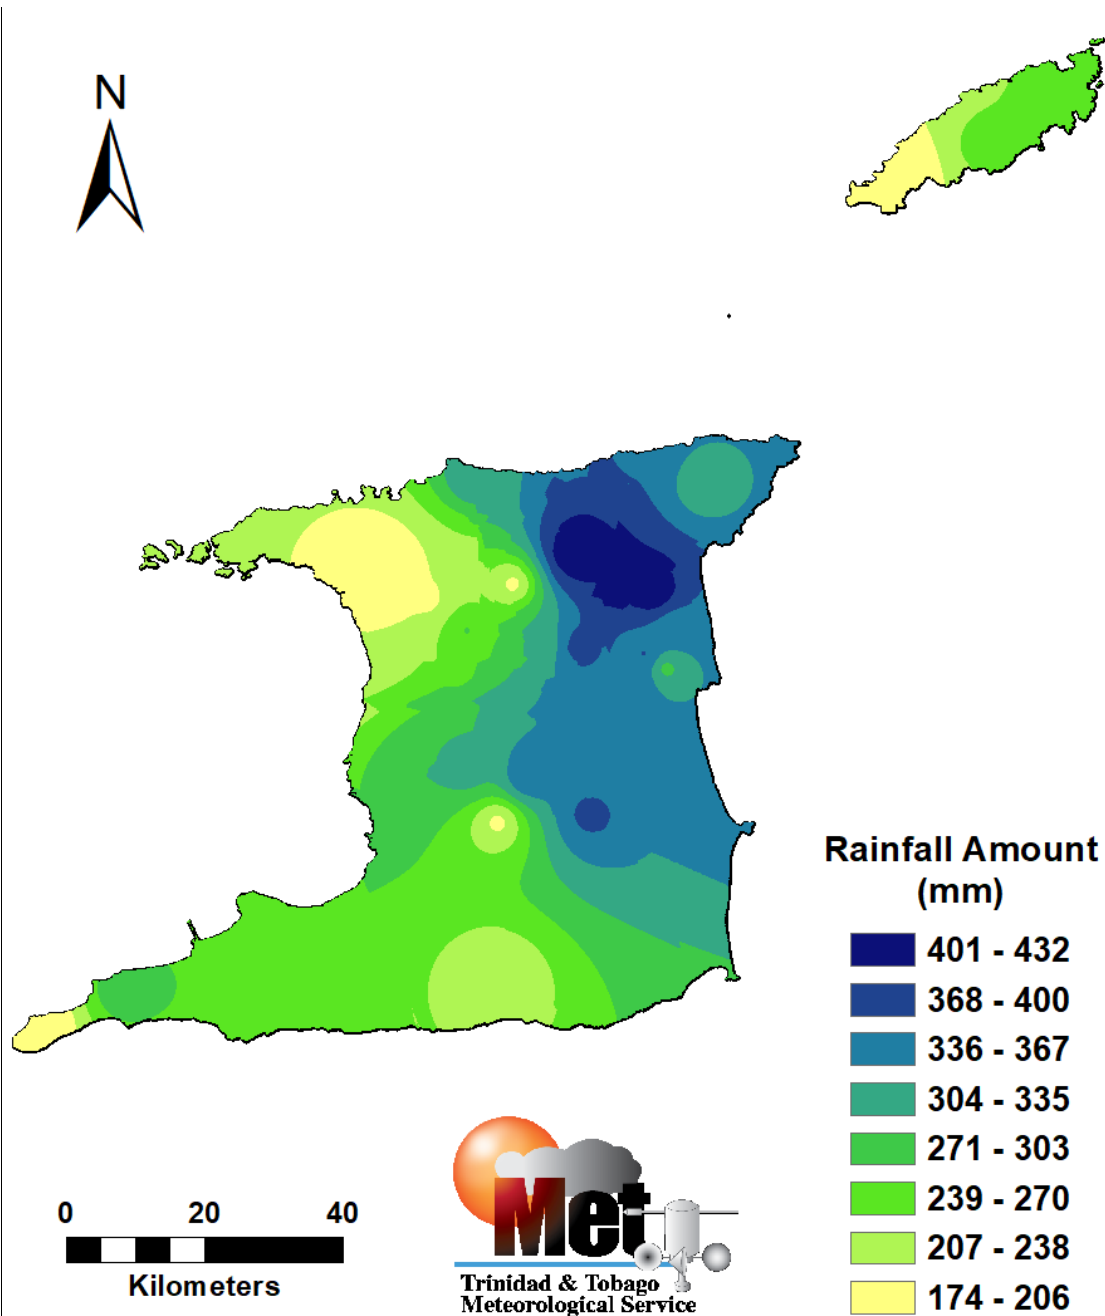 N
Rainfall Amount
(mm)
401 - 432
368 - 400
336 - 367
304 - 335
271 - 303
239 - 270
207 - 238
174 - 206
0 20 40
Kilometers
Met
Trinidad & Tobago
Meteorological Service